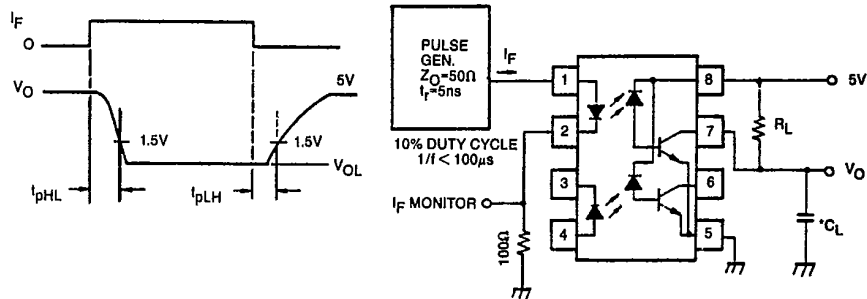 I_F
O
V_O
5V
1.5V
1.5V
V_OL
t_pHL
t_pLH
PULSE
GEN.
Z_O=50Ω
t_r=5ns
I_F
10% DUTY CYCLE
1/f < 100µs
I_F MONITOR
100Ω
1
2
3
4
8
7
6
5
5V
R_L
V_O
*C_L